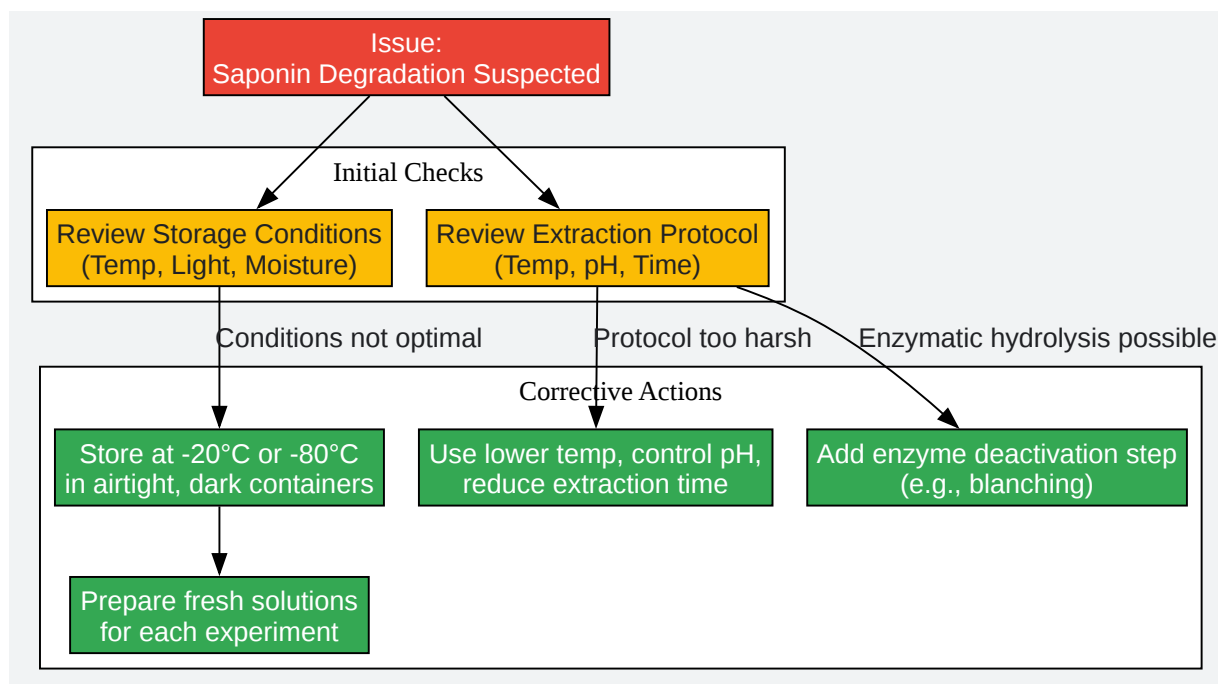 Issue:
Saponin Degradation Suspected
Initial Checks
Review Storage Conditions
(Temp, Light, Moisture)
Review Extraction Protocol
(Temp, pH, Time)
Conditions not optimal
Protocol too harsh
Enzymatic hydrolysis possible
Corrective Actions
Store at -20°C or -80°C
in airtight, dark containers
Use lower temp, control pH,
reduce extraction time
Add enzyme deactivation step
(e.g., blanching)
Prepare fresh solutions
for each experiment